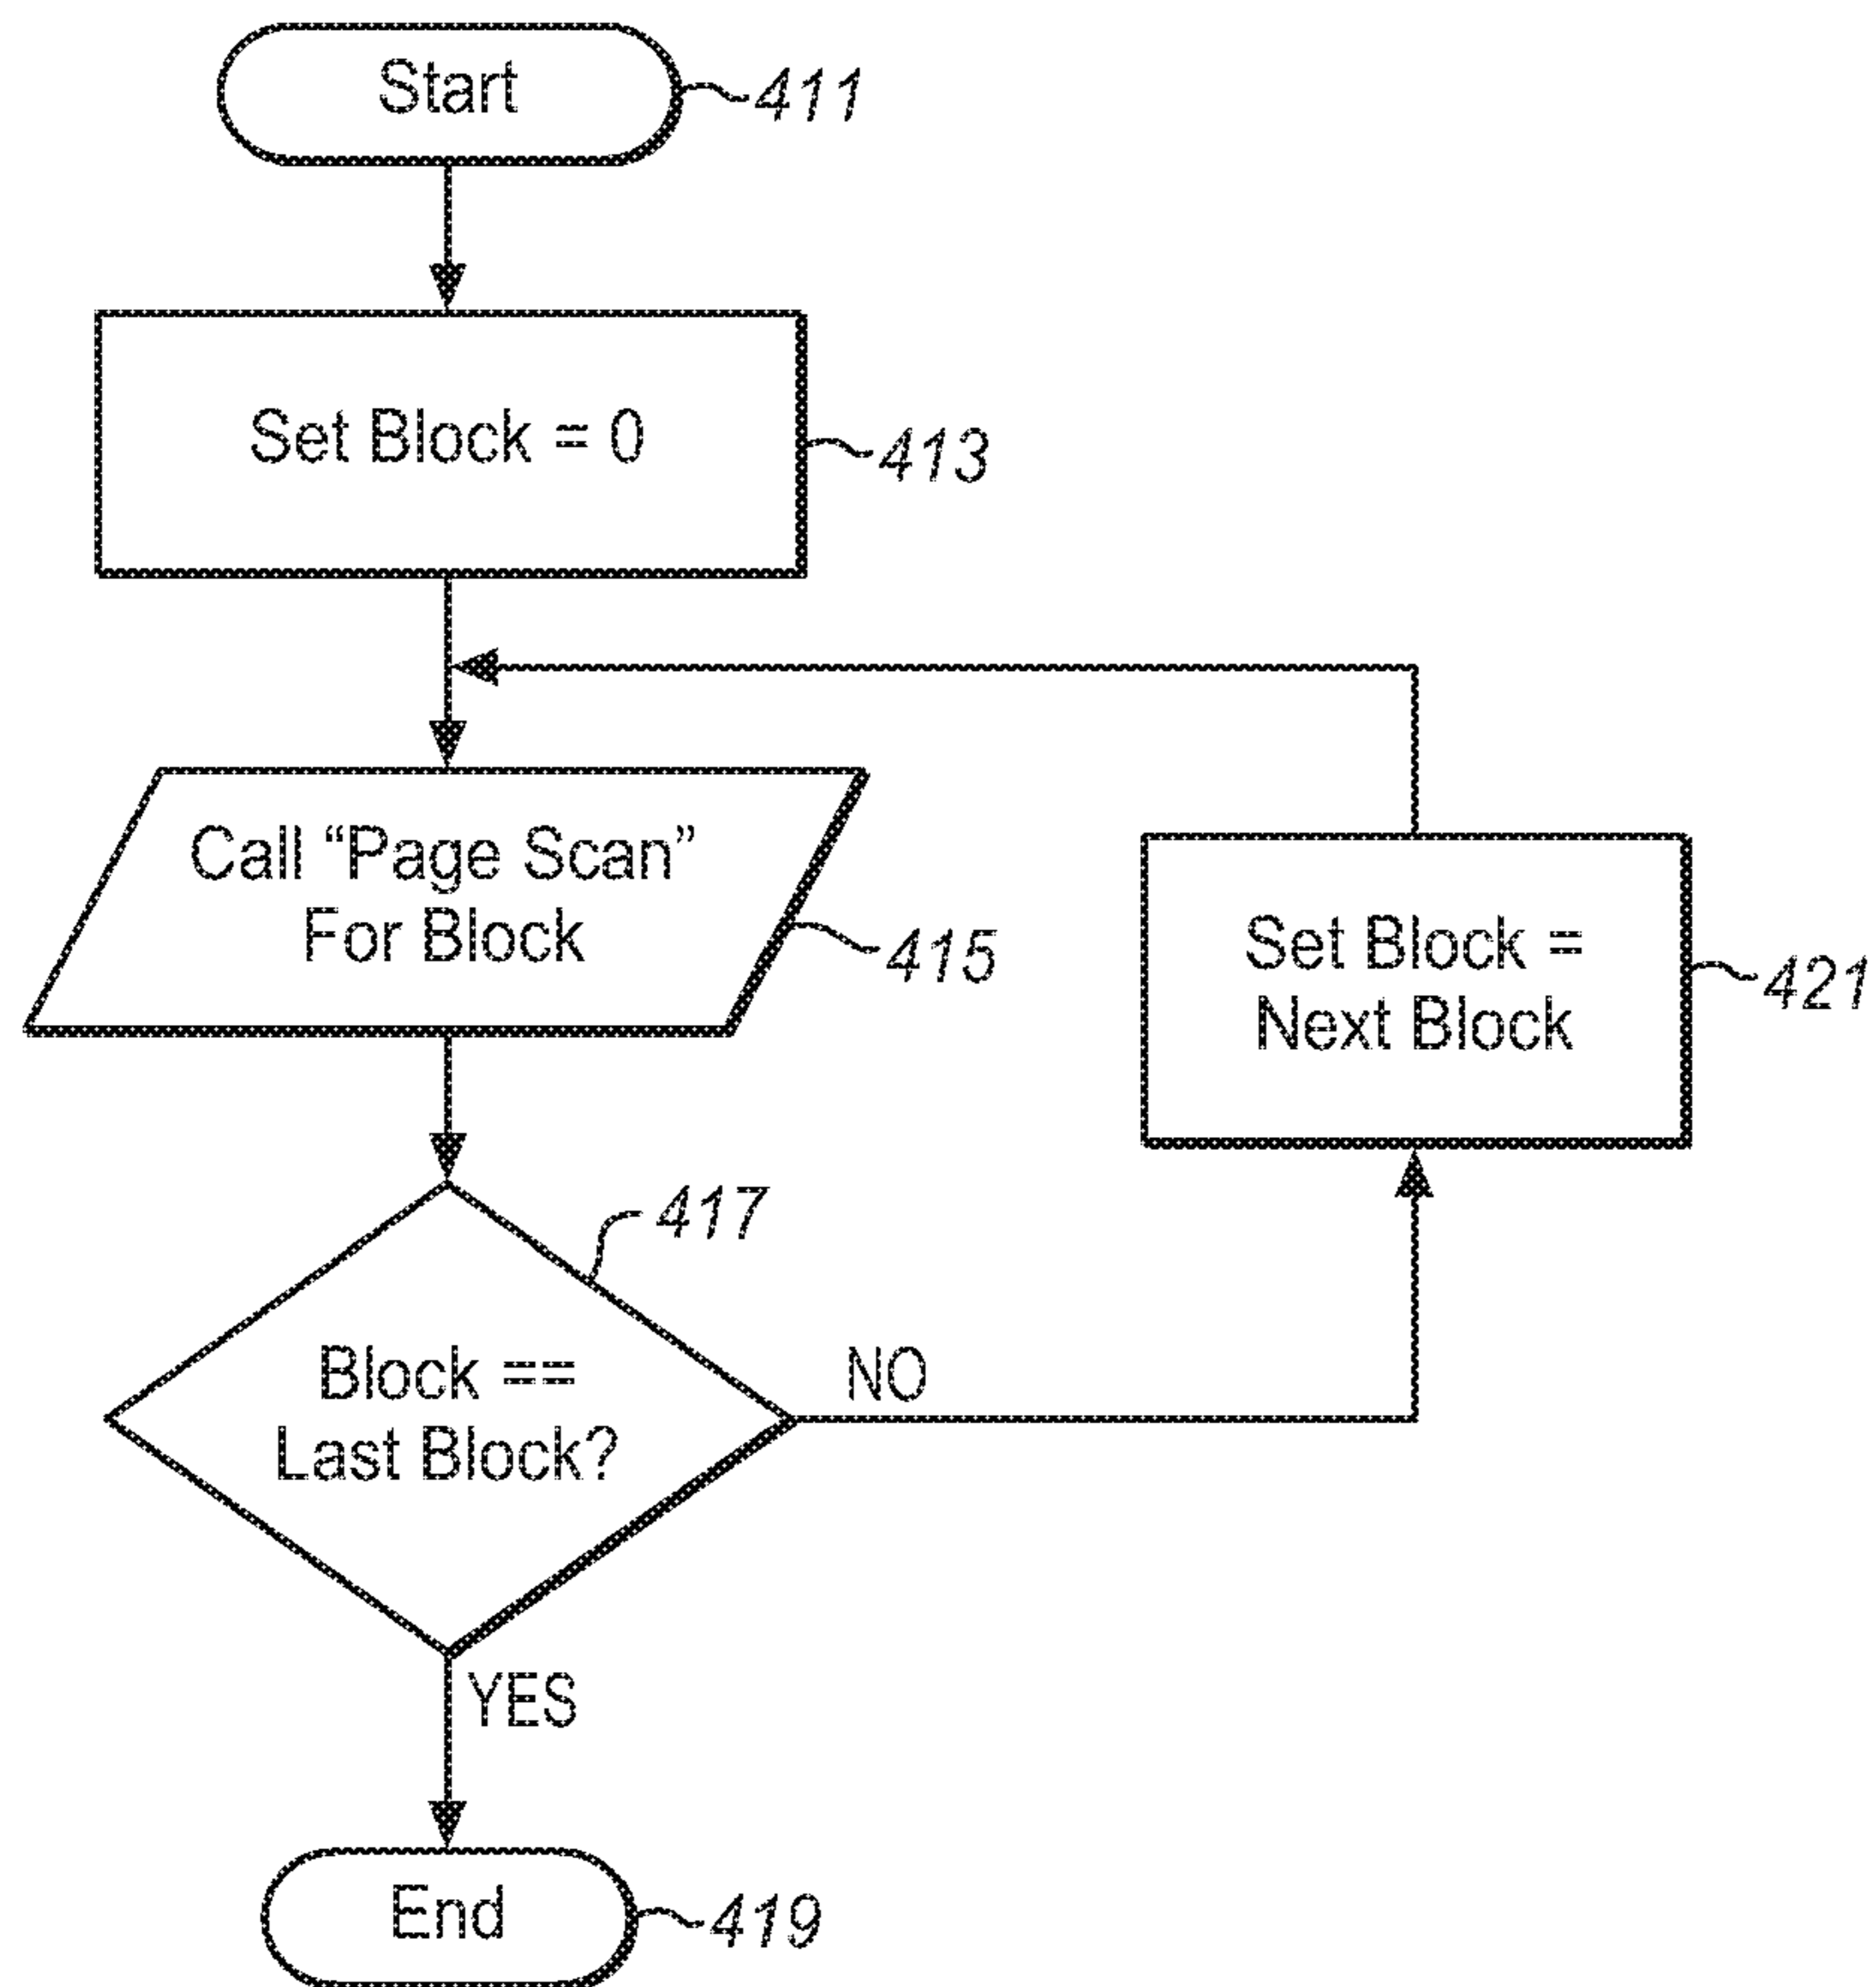 Start
411
Set Block = 0
413
Call “Page Scan”
For Block
415
Set Block =
Next Block
421
417
Block ==
Last Block?
NO
YES
End
419